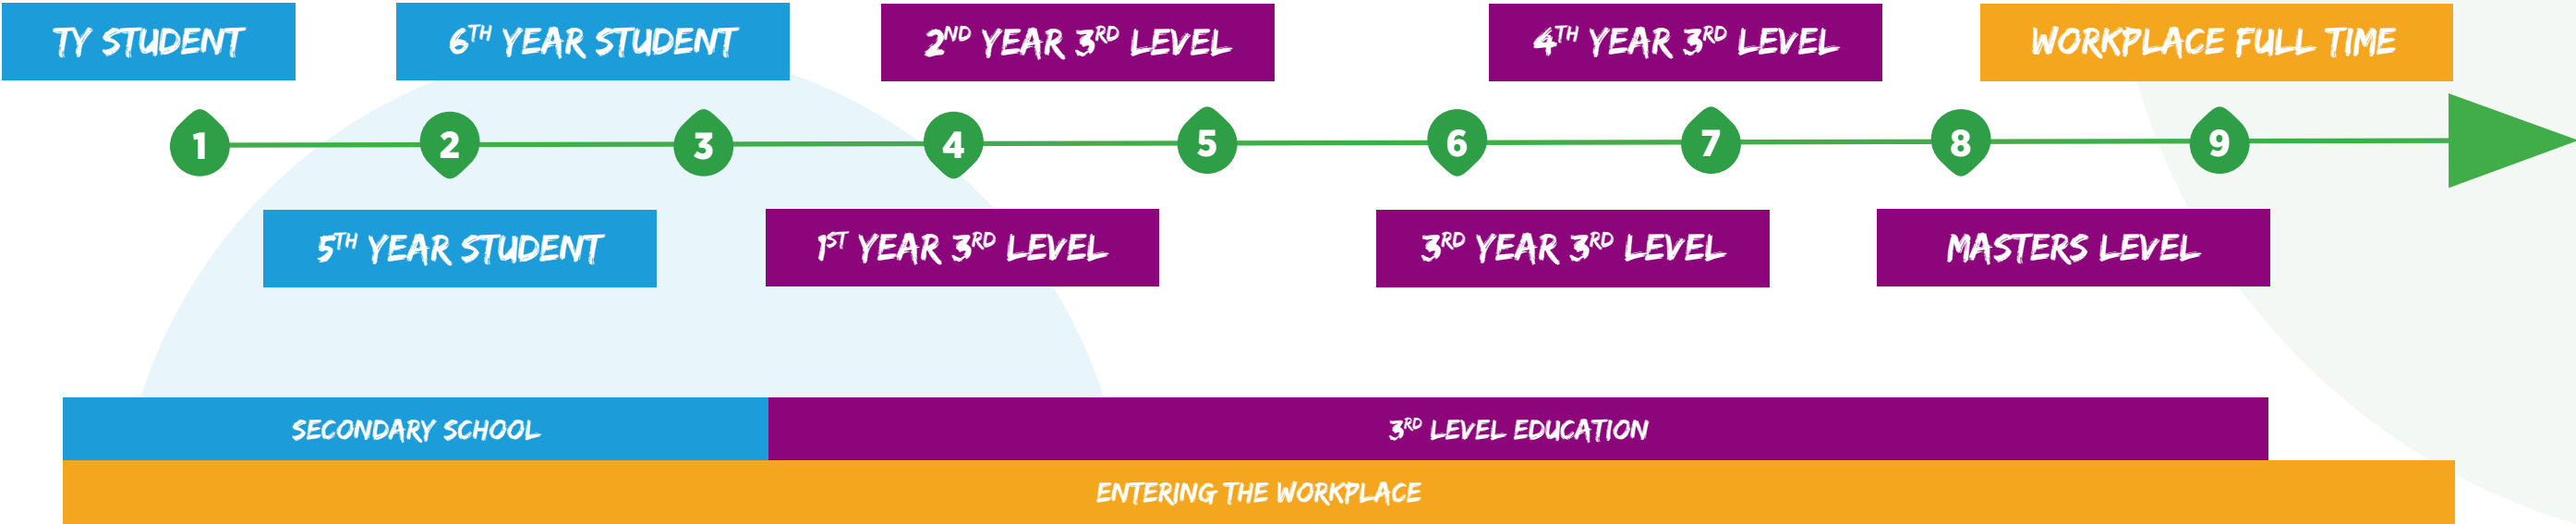 TY STUDENT
6TH YEAR STUDENT
2ND YEAR 3RD LEVEL
4TH YEAR 3RD LEVEL
WORKPLACE FULL TIME
1
2
3
4
5
6
7
8
9
5TH YEAR STUDENT
1ST YEAR 3RD LEVEL
3RD YEAR 3RD LEVEL
MASTERS LEVEL
SECONDARY SCHOOL
3RD LEVEL EDUCATION
ENTERING THE WORKPLACE